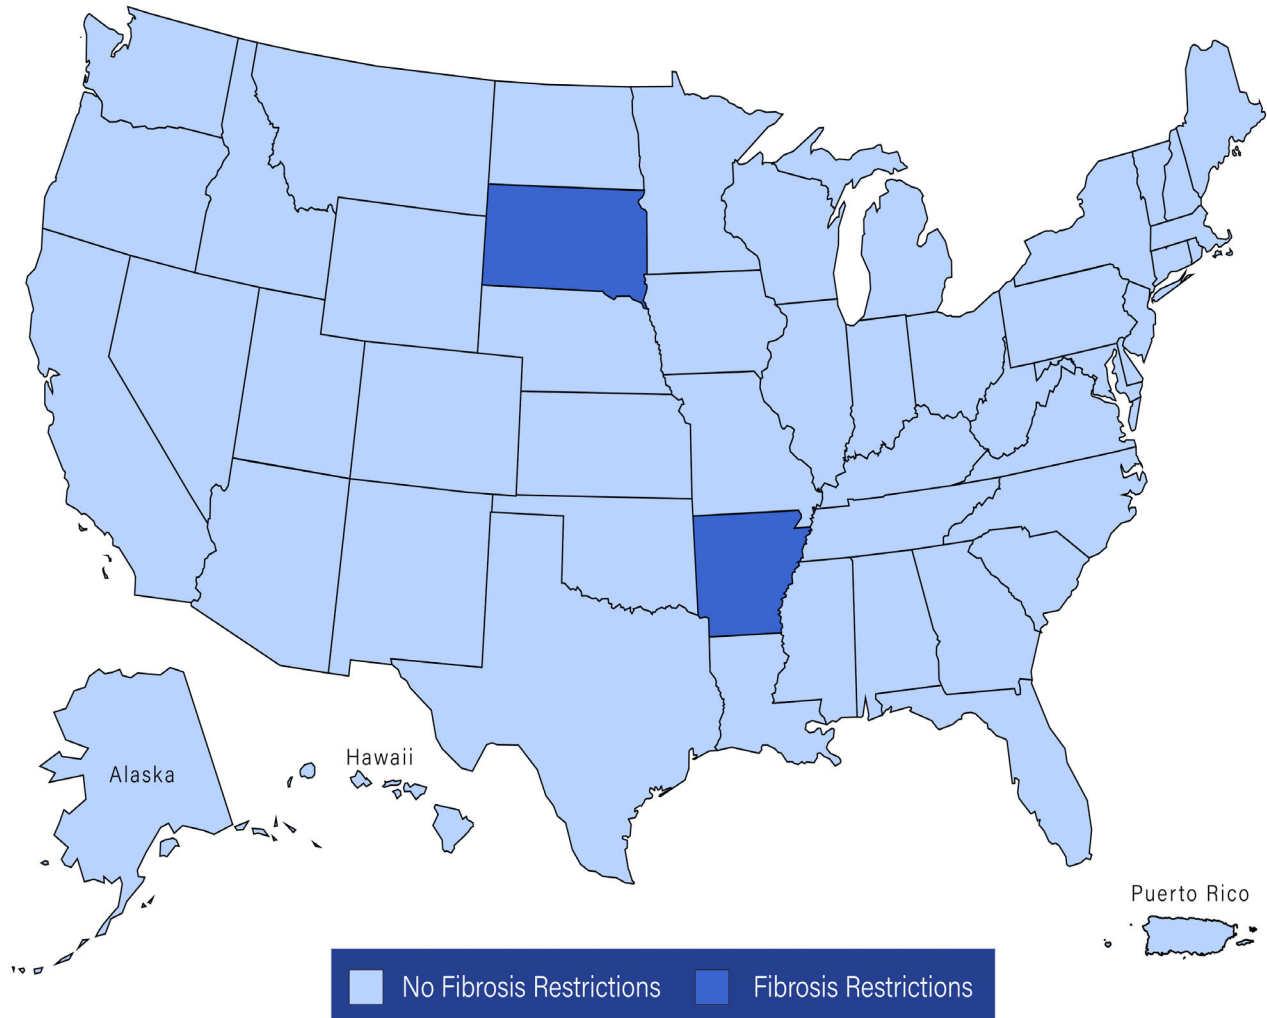 Hawaii
Alaska
Puerto Rico
No Fibrosis Restrictions
Fibrosis Restrictions